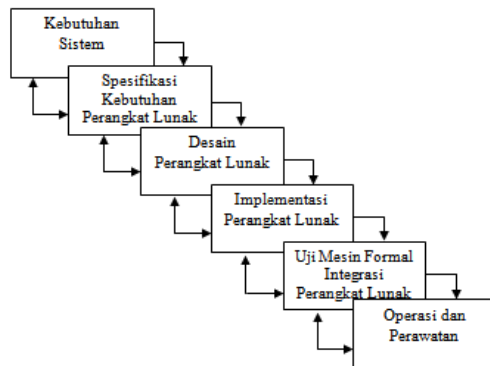 Kebutuhan
Sistem
Spesifikasi
Kebutuhan
Perangkat Lunak
Desain
Perangkat Lunak
Implementasi
Perangkat Lunak
Uji Mesin Formal
Integrasi
Perangkat Lunak
Operasi dan
Perawatan